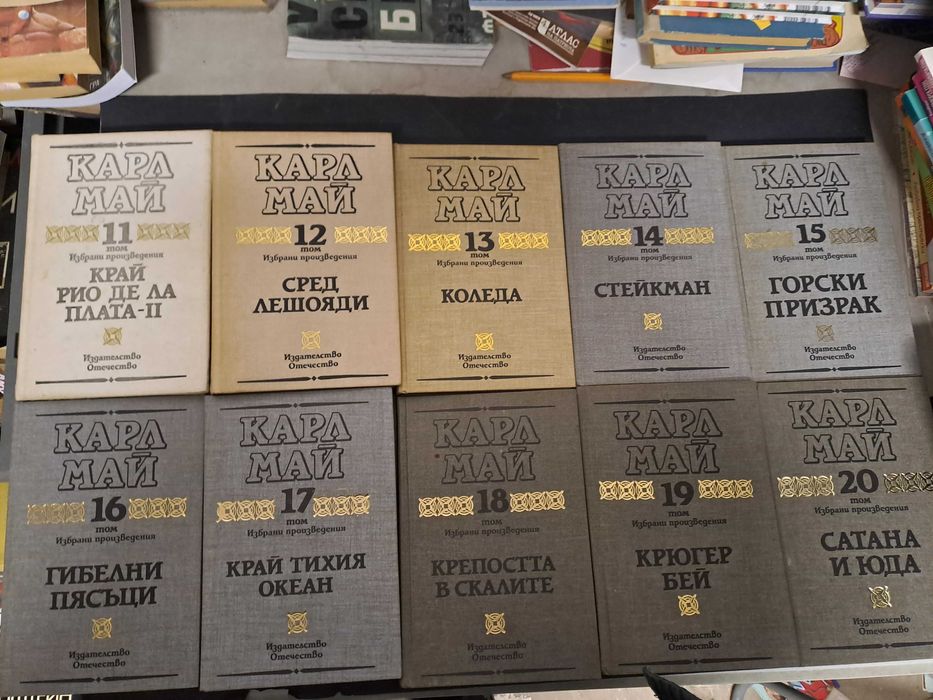 АТЛАС
КАРЛ
МАЙ
11
том
Избрани произведения
КРАЙ
РИО ДЕ ЛА
ПЛАТА-II
Издателство
Отечество
КАРЛ
МАЙ
12
том
Избрани произведения
СРЕД
ЛЕШОЯДИ
Издателство
Отечество
КАРЛ
МАЙ
13
том
Избрани произведения
КОЛЕДА
Издателство
Отечество
КАРЛ
МАЙ
14
том
Избрани произведения
СТЕЙКМАН
Издателство
Отечество
КАРЛ
МАЙ
15
том
Избрани произведения
ГОРСКИ
ПРИЗРАК
Издателство
Отечество
КАРЛ
МАЙ
16
том
Избрани произведения
ГИБЕЛНИ
ПЯСЪЦИ
Издателство
Отечество
КАРЛ
МАЙ
17
том
Избрани произведения
КРАЙ ТИХИЯ
ОКЕАН
Издателство
Отечество
КАРЛ
МАЙ
18
том
Избрани произведения
КРЕПОСТТА
В СКАЛИТЕ
Издателство
Отечество
КАРЛ
МАЙ
19
том
Избрани произведения
КРЮГЕР
БЕЙ
Издателство
Отечество
КАРЛ
МАЙ
20
том
Избрани произведения
САТАНА
И ЮДА
Издателство
Отечество